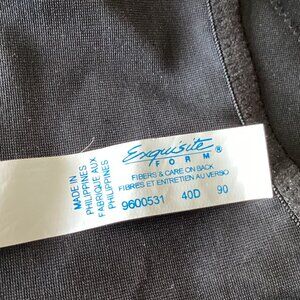 MADE IN
PHILIPPINES
FABRIQUE AUX
PHILIPPINES
Exquisite
FORM®
FIBERS & CARE ON BACK
FIBRES ET ENTRETIEN AU VERSO
9600531 40D 90